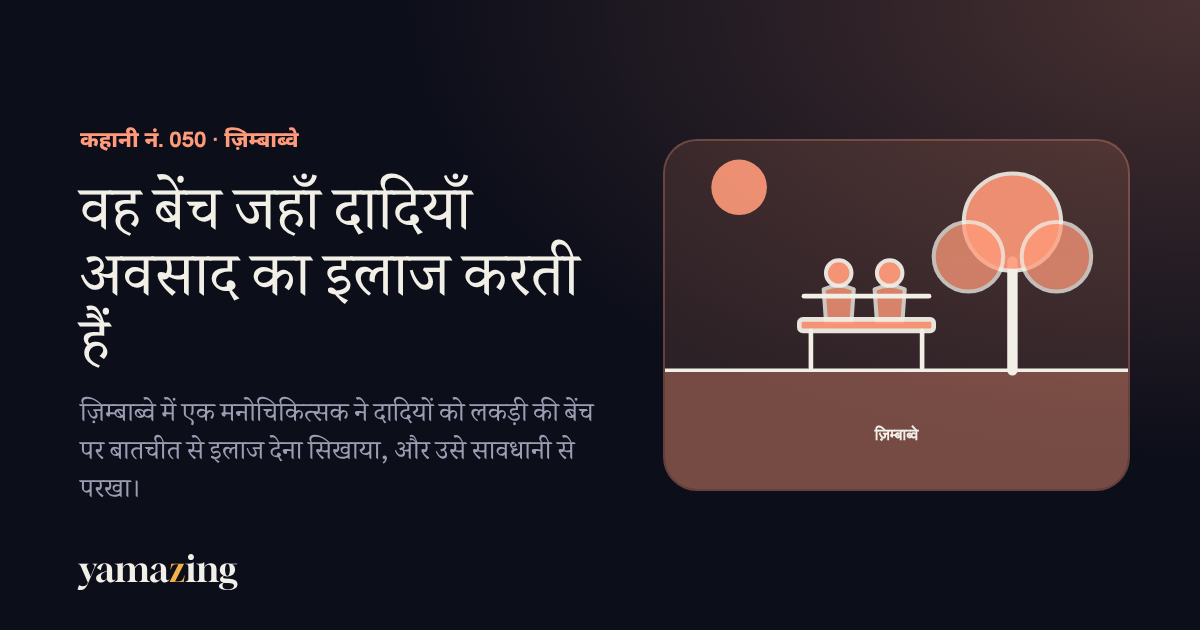 कहानी नं. 050 · ज़िम्बाब्वे
वह बेंच जहाँ दादियाँ
अवसाद का इलाज करती
हैं
ज़िम्बाब्वे में एक मनोचिकित्सक ने दादियों को लकड़ी की बेंच
पर बातचीत से इलाज देना सिखाया, और उसे सावधानी से
परखा।
ज़िम्बाब्वे
yamazing